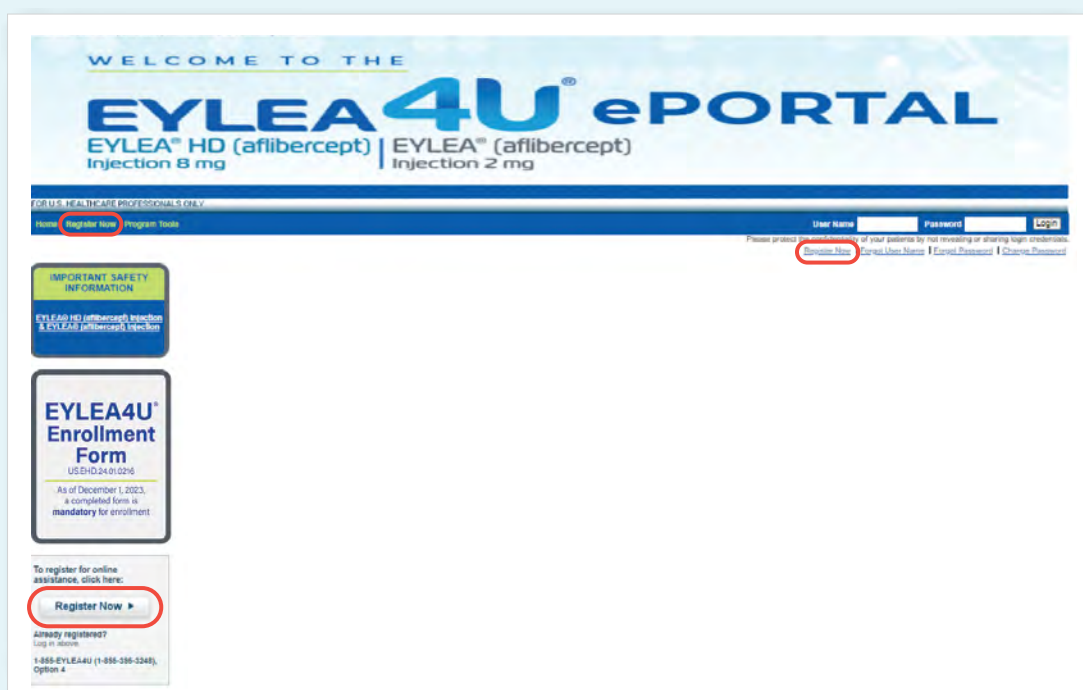 WELCOME TO THE
EYLEA4U® ePORTAL
EYLEA® HD (aflibercept) | EYLEA® (aflibercept)
Injection 8 mg | Injection 2 mg
FOR U.S. HEALTHCARE PROFESSIONALS ONLY
Home Register Now Program Tools User Name Password Login
Please protect the confidentiality of your patients by not revealing or sharing login credentials.
Register Now | Forgot User Name | Forgot Password | Change Password
IMPORTANT SAFETY
INFORMATION
EYLEA® HD (aflibercept) Injection
& EYLEA® (aflibercept) Injection
EYLEA4U®
Enrollment
Form
US.EHD.24.01.0216
As of December 1, 2023,
a completed form is
mandatory for enrollment
To register for online
assistance, click here:
Register Now ►
Already registered?
Log in above.
1-855-EYLEA4U (1-855-395-3248),
Option 4